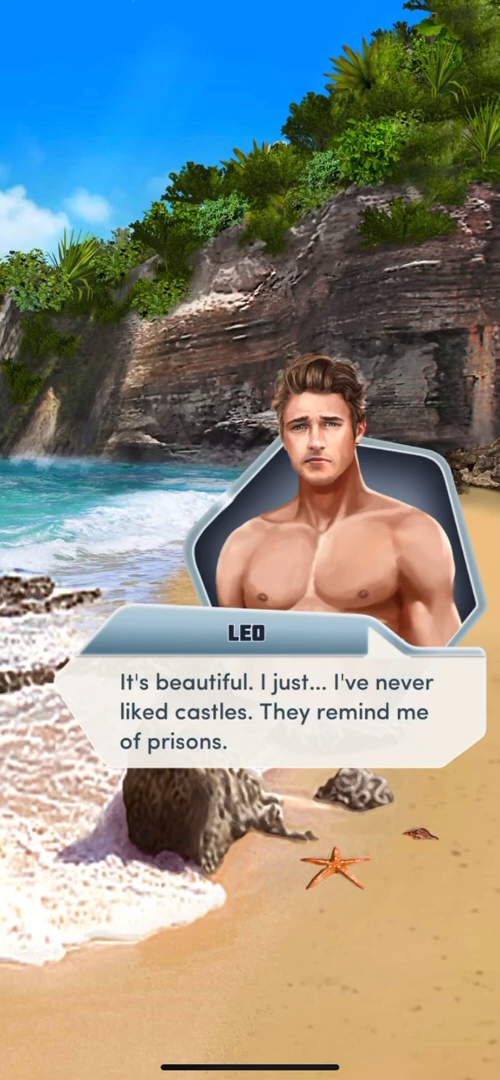 LEO
It's beautiful. I just... I've never
liked castles. They remind me
of prisons.